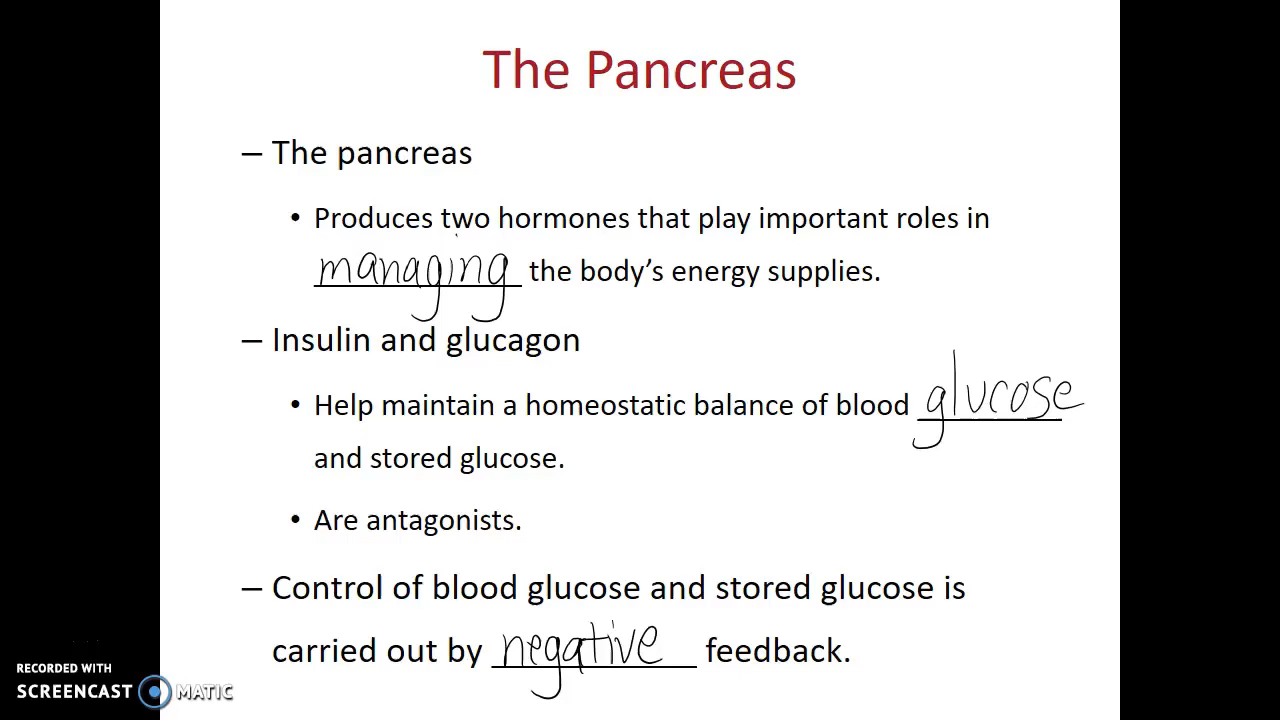 The Pancreas
– The pancreas
• Produces two hormones that play important roles in
managing the body's energy supplies.
– Insulin and glucagon
• Help maintain a homeostatic balance of blood glucose
and stored glucose.
• Are antagonists.
– Control of blood glucose and stored glucose is
carried out by negative feedback.
RECORDED WITH
SCREENCAST MATIC